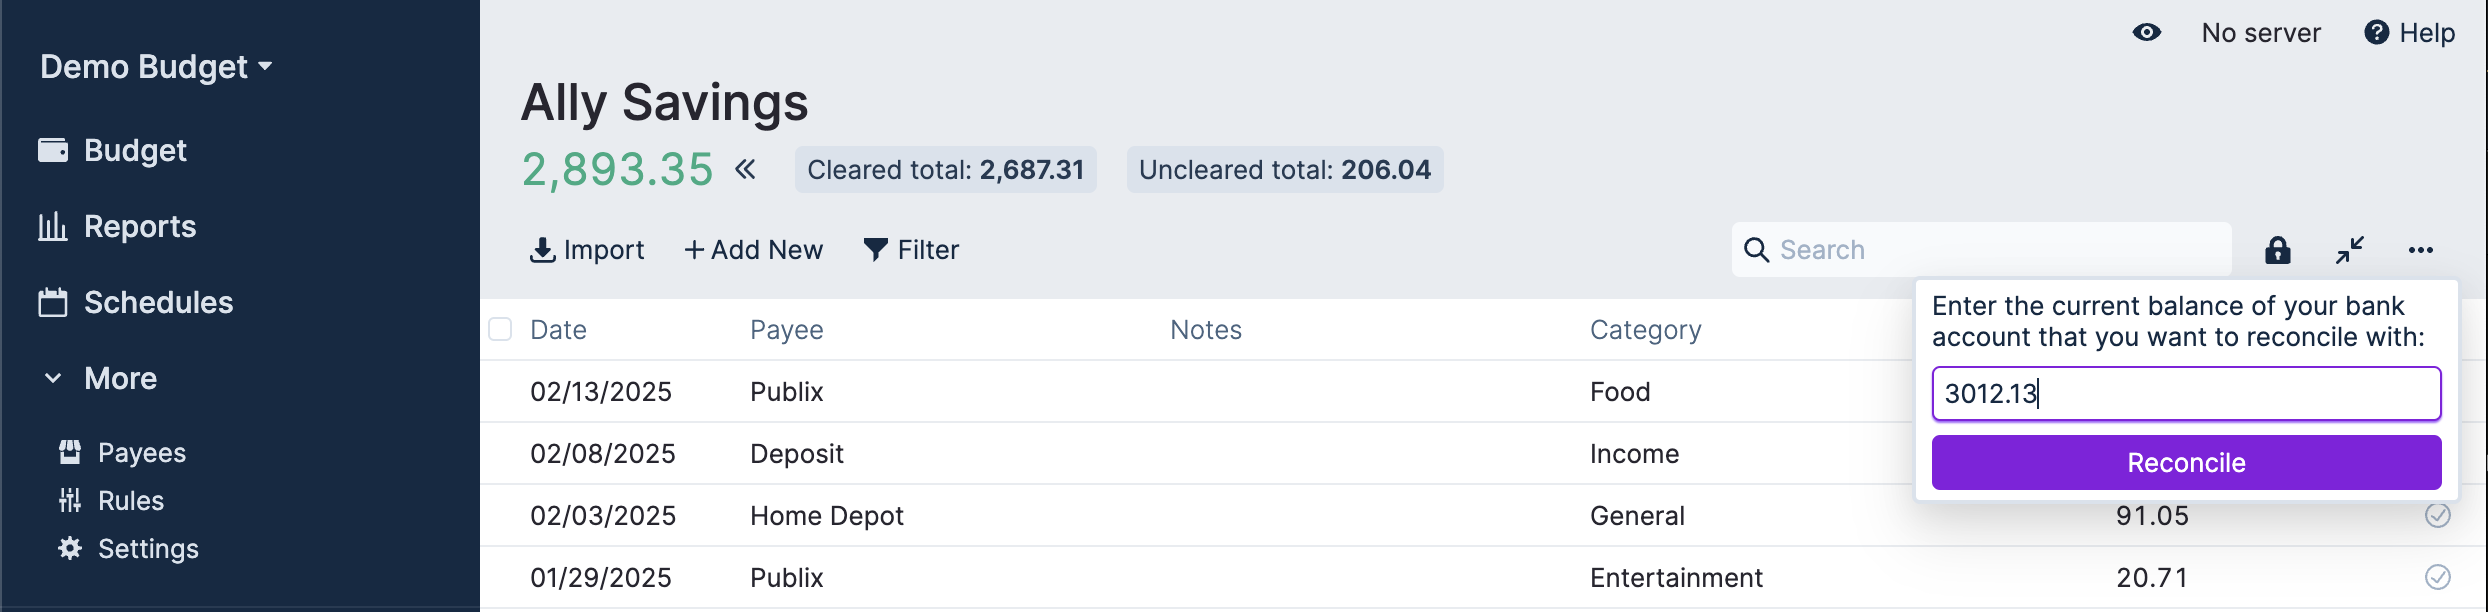 Demo Budget
Budget
Reports
Schedules
More
Payees
Rules
Settings
No server
Help
Ally Savings
2,893.35
Cleared total: 2,687.31
Uncleared total: 206.04
Import
Add New
Filter
Search
Date Payee Notes Category
02/13/2025 Publix Food
02/08/2025 Deposit Income
02/03/2025 Home Depot General 91.05
01/29/2025 Publix Entertainment 20.71
Enter the current balance of your bank
account that you want to reconcile with:
3012.13
Reconcile